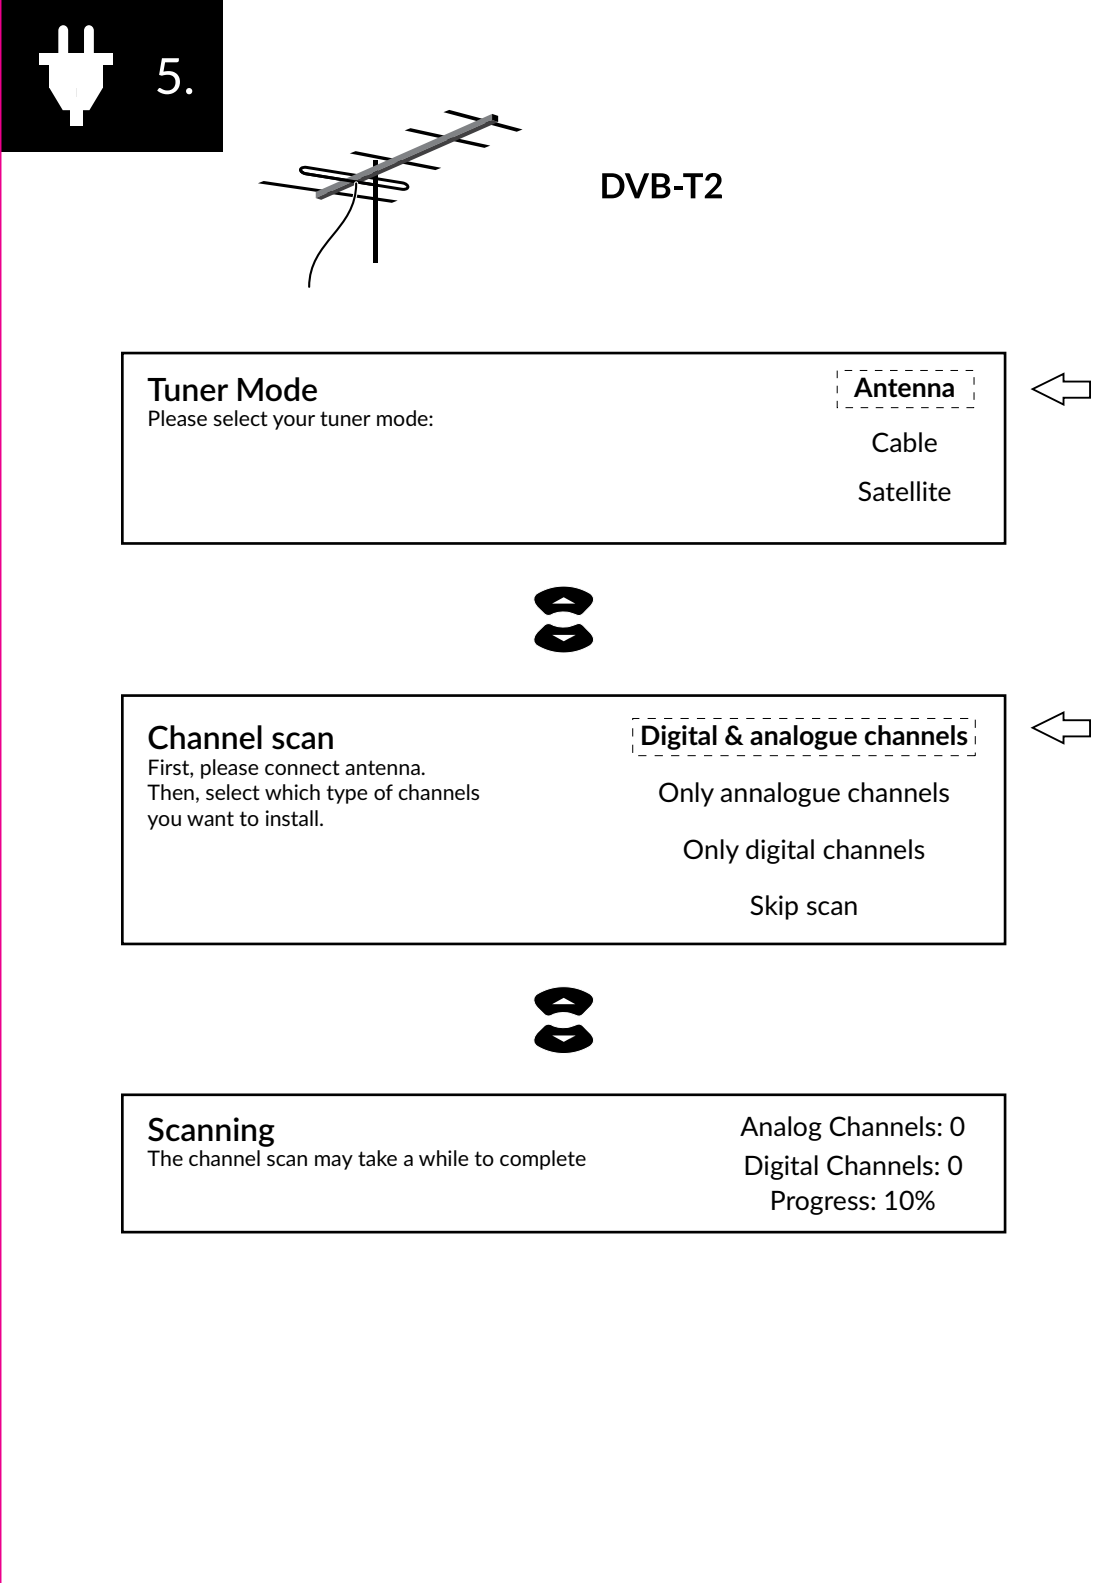 5.
DVB-T2
Tuner Mode
Please select your tuner mode:
Antenna
Cable
Satellite
Channel scan
First, please connect antenna.
Then, select which type of channels
you want to install.
Digital & analogue channels
Only annalogue channels
Only digital channels
Skip scan
Scanning
The channel scan may take a while to complete
Analog Channels: 0
Digital Channels: 0
Progress: 10%